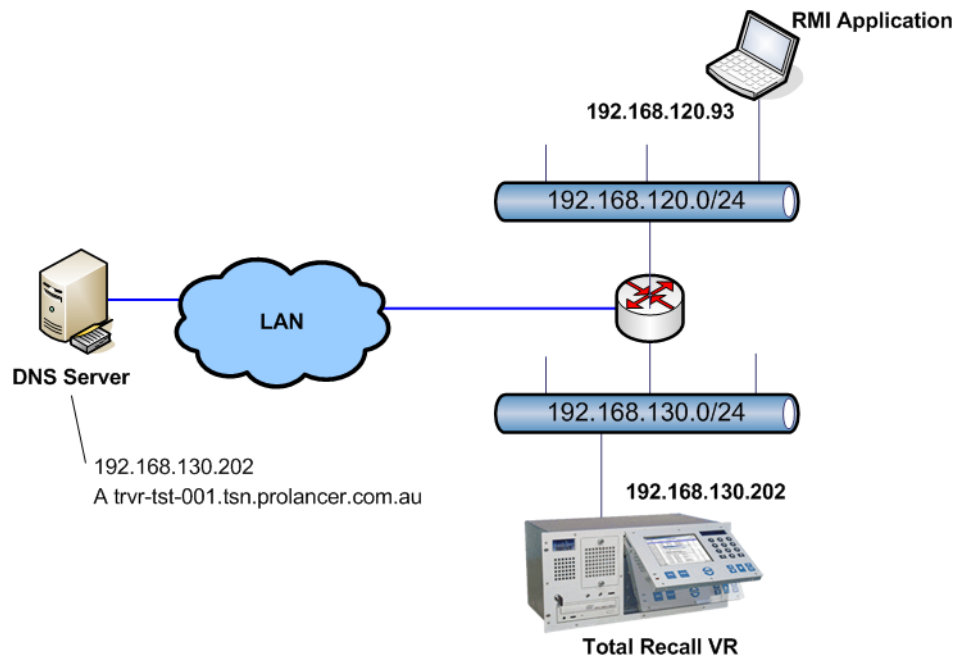 RMI Application
192.168.120.93
192.168.120.0/24
LAN
DNS Server
192.168.130.0/24
192.168.130.202
A trvr-tst-001.tsn.prolancer.com.au
192.168.130.202
Total Recall VR